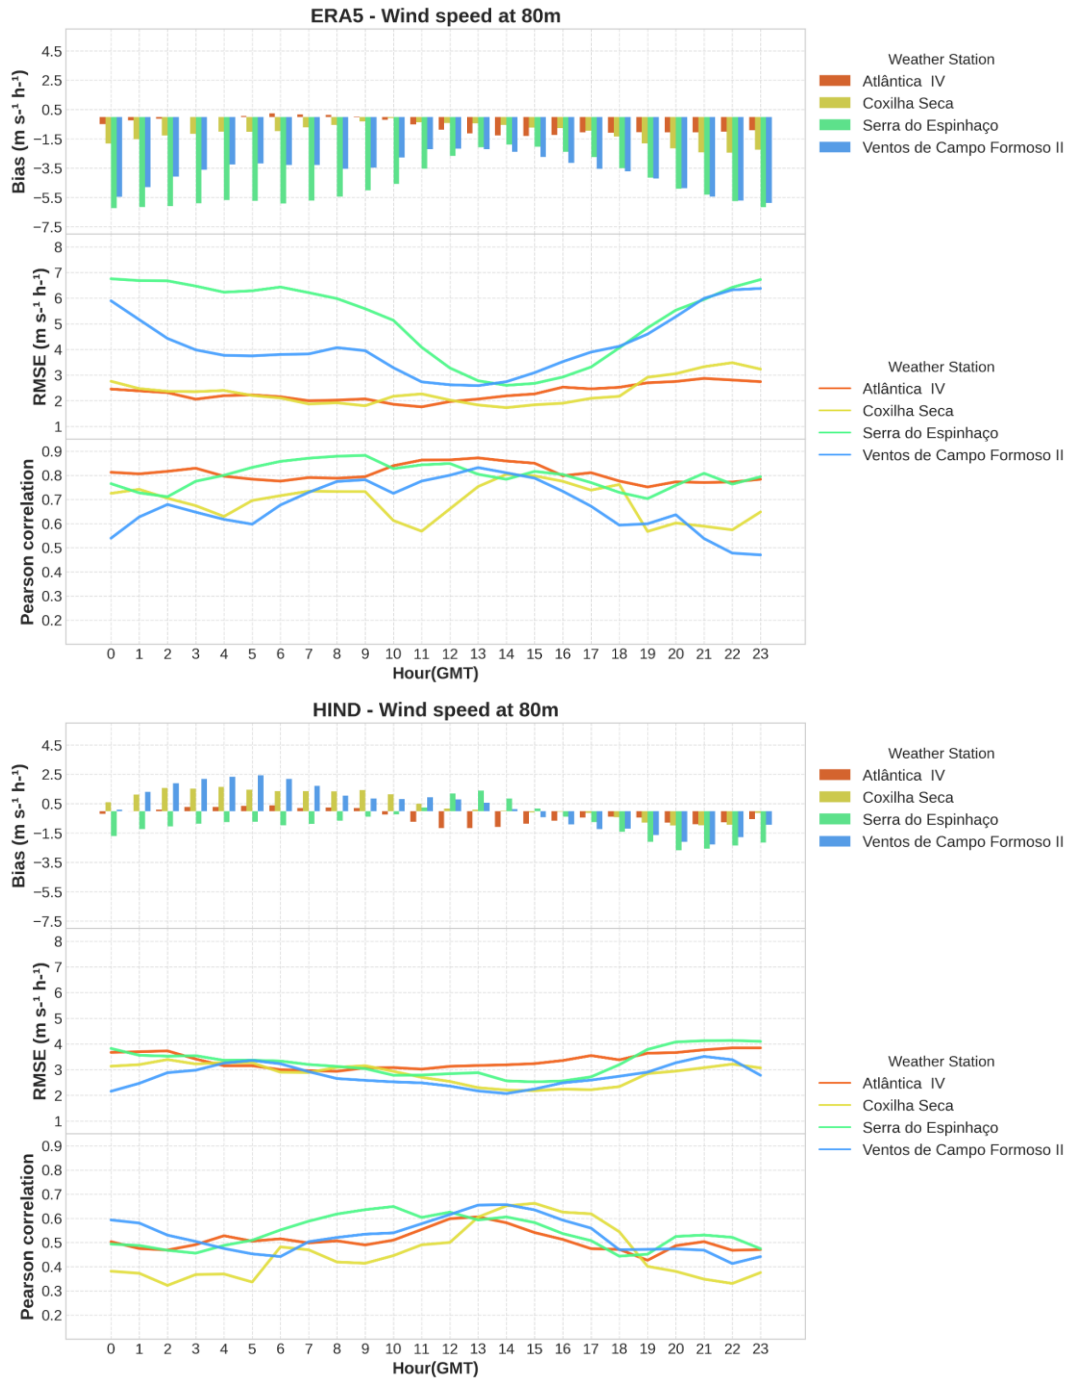 ERA5 - Wind speed at 80m
4.5
2.5
0.5
−1.5
−3.5
−5.5
−7.5
Bias (m s-¹ h-¹)
Weather Station
Atlântica  IV
Coxilha Seca
Serra do Espinhaço
Ventos de Campo Formoso II
8
7
6
5
4
3
2
1
RMSE (m s-¹ h-¹)
Weather Station
Atlântica  IV
Coxilha Seca
Serra do Espinhaço
Ventos de Campo Formoso II
0.9
0.8
0.7
0.6
0.5
0.4
0.3
0.2
Pearson correlation
0 1 2 3 4 5 6 7 8 9 10 11 12 13 14 15 16 17 18 19 20 21 22 23
Hour(GMT)
HIND - Wind speed at 80m
4.5
2.5
0.5
−1.5
−3.5
−5.5
−7.5
Bias (m s-¹ h-¹)
Weather Station
Atlântica  IV
Coxilha Seca
Serra do Espinhaço
Ventos de Campo Formoso II
8
7
6
5
4
3
2
1
RMSE (m s-¹ h-¹)
Weather Station
Atlântica  IV
Coxilha Seca
Serra do Espinhaço
Ventos de Campo Formoso II
0.9
0.8
0.7
0.6
0.5
0.4
0.3
0.2
Pearson correlation
0 1 2 3 4 5 6 7 8 9 10 11 12 13 14 15 16 17 18 19 20 21 22 23
Hour(GMT)